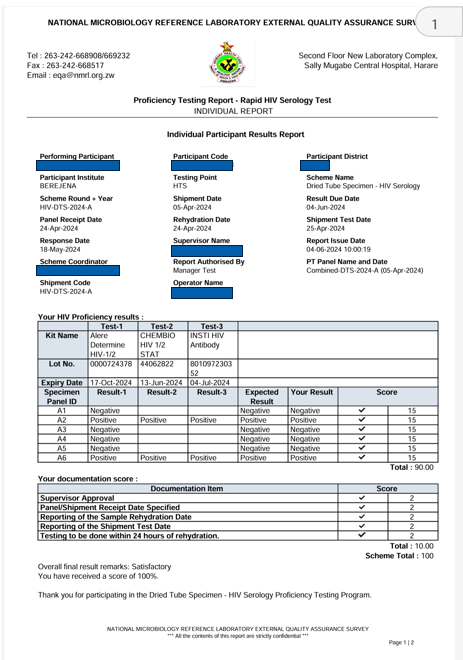 NATIONAL MICROBIOLOGY REFERENCE LABORATORY EXTERNAL QUALITY ASSURANCE
1
Tel : 263-242-668908/669232
Fax : 263-242-668517
Email : eqa@nmrl.org.zw
Second Floor New Laboratory Complex,
Sally Mugabe Central Hospital, Harare
Proficiency Testing Report - Rapid HIV Serology Test
INDIVIDUAL REPORT
Individual Participant Results Report
Performing Participant Participant Code Participant District
Participant Institute Testing Point Scheme Name
BEREJENA HTS Dried Tube Specimen - HIV Serology
Scheme Round + Year Shipment Date Result Due Date
HIV-DTS-2024-A 05-Apr-2024 04-Jun-2024
Panel Receipt Date Rehydration Date Shipment Test Date
24-Apr-2024 24-Apr-2024 25-Apr-2024
Response Date Supervisor Name Report Issue Date
18-May-2024 04-06-2024 10:00:19
Scheme Coordinator Report Authorised By PT Panel Name and Date
Manager Test Combined-DTS-2024-A (05-Apr-2024)
Shipment Code Operator Name
HIV-DTS-2024-A
Your HIV Proficiency results :
Test-1 Test-2 Test-3
Kit Name Alere CHEMBIO INSTI HIV
Determine HIV 1/2 Antibody
HIV-1/2 STAT
Lot No. 0000724378 44062822 8010972303
52
Expiry Date 17-Oct-2024 13-Jun-2024 04-Jul-2024
Specimen Result-1 Result-2 Result-3 Expected Your Result Score
Panel ID Result
A1 Negative Negative Negative ✓ 15
A2 Positive Positive Positive Positive Positive ✓ 15
A3 Negative Negative Negative ✓ 15
A4 Negative Negative Negative ✓ 15
A5 Negative Negative Negative ✓ 15
A6 Positive Positive Positive Positive Positive ✓ 15
Total : 90.00
Your documentation score :
Documentation Item Score
Supervisor Approval ✓ 2
Panel/Shipment Receipt Date Specified ✓ 2
Reporting of the Sample Rehydration Date ✓ 2
Reporting of the Shipment Test Date ✓ 2
Testing to be done within 24 hours of rehydration. ✓ 2
Total : 10.00
Scheme Total : 100
Overall final result remarks: Satisfactory
You have received a score of 100%.
Thank you for participating in the Dried Tube Specimen - HIV Serology Proficiency Testing Program.
NATIONAL MICROBIOLOGY REFERENCE LABORATORY EXTERNAL QUALITY ASSURANCE SURVEY
*** All the contents of this report are strictly confidential ***
Page 1 | 2